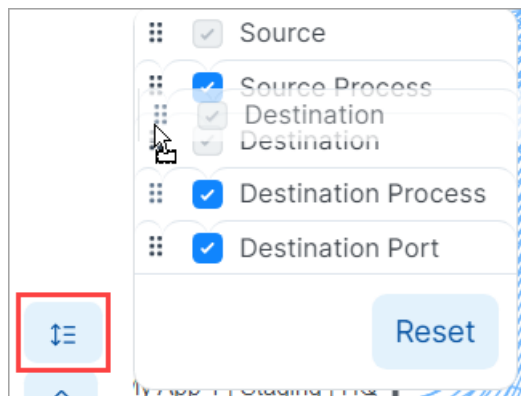 Source
Source Process
Destination
Destination
Destination Process
Destination Port
Reset